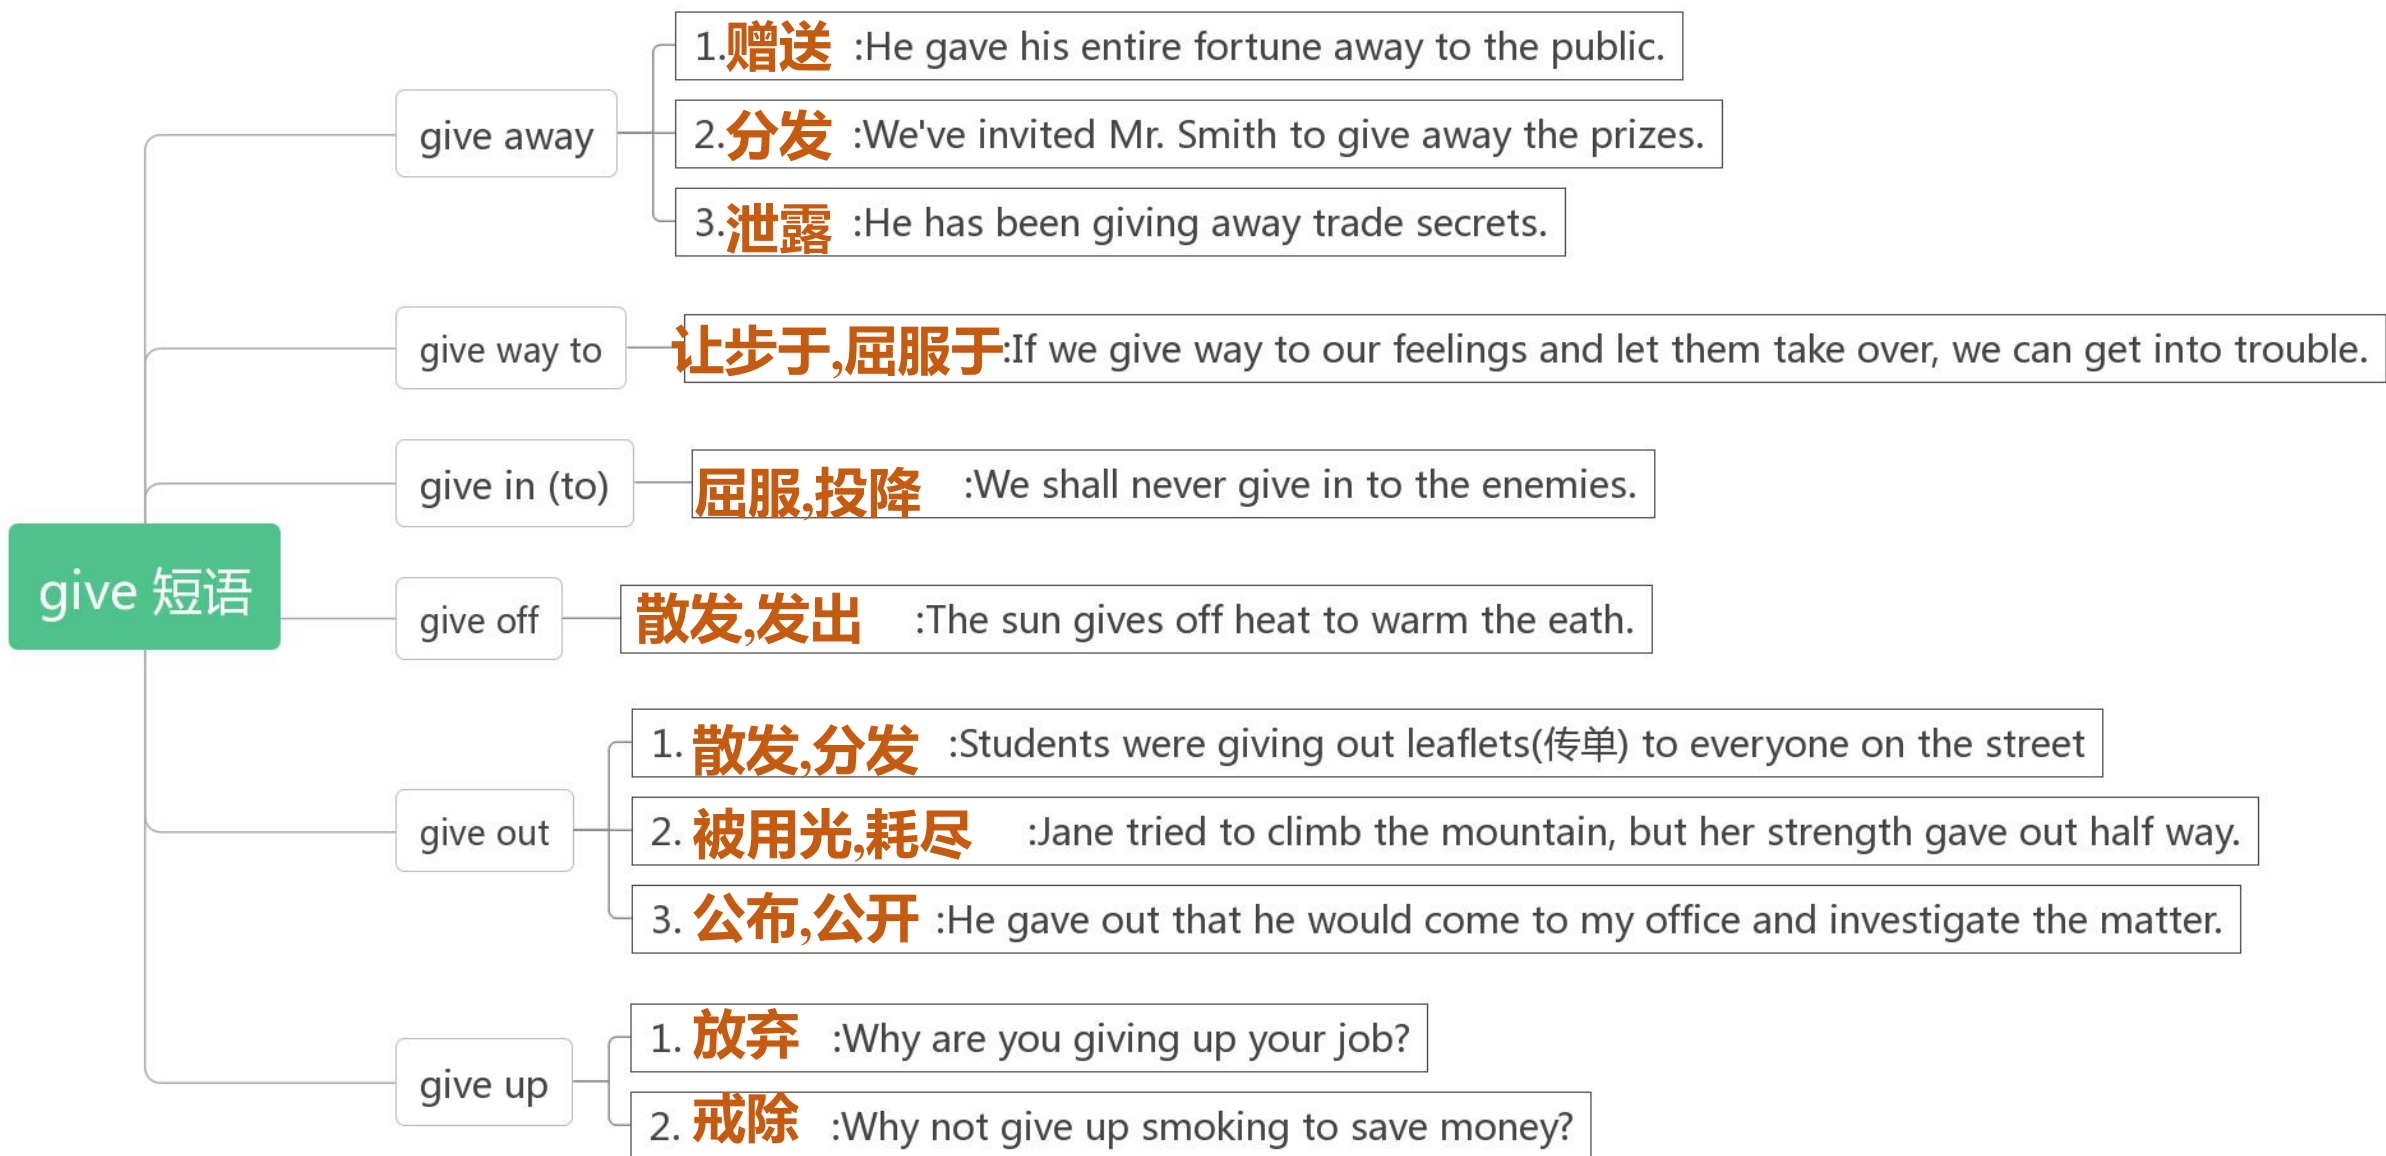 give 短语
give away
1.赠送 :He gave his entire fortune away to the public.
2.分发 :We've invited Mr. Smith to give away the prizes.
3.泄露 :He has been giving away trade secrets.
give way to
让步于,屈服于:If we give way to our feelings and let them take over, we can get into trouble.
give in (to)
屈服,投降 :We shall never give in to the enemies.
give off
散发,发出 :The sun gives off heat to warm the eath.
give out
1. 散发,分发 :Students were giving out leaflets(传单) to everyone on the street
2. 被用光,耗尽 :Jane tried to climb the mountain, but her strength gave out half way.
3. 公布,公开 :He gave out that he would come to my office and investigate the matter.
give up
1. 放弃 :Why are you giving up your job?
2. 戒除 :Why not give up smoking to save money?